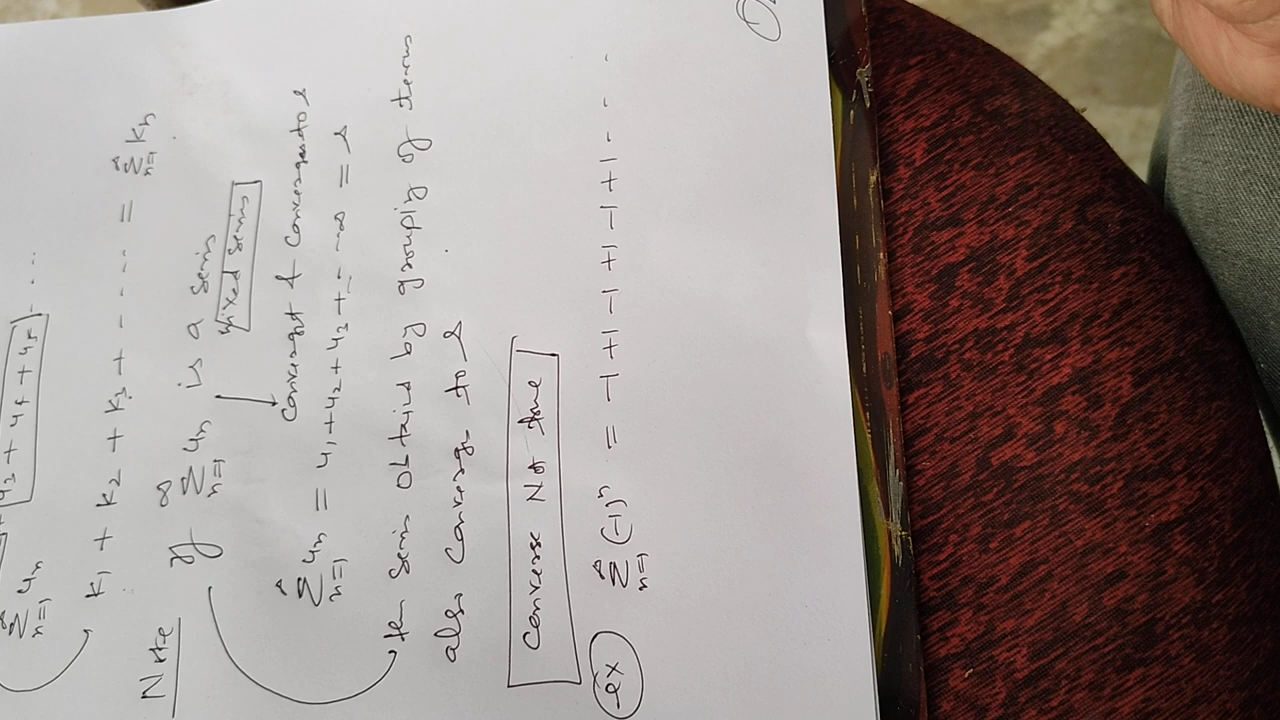 u₃ + u₄ + u₅ ....
∞ Σ n=1 uₙ
K₁ + K₂ + K₃ + - - - - = ∞ Σ n=1 Kₙ
Note
If ∞ Σ n=1 uₙ is a series
mixed series
convergent & converges to s
∞ Σ n=1 uₙ = u₁ + u₂ + u₃ + - - ∞ = s
then series obtained by grouping of terms
also converge to s
Converse Not true
ex ∞ Σ n=1 (-1)ⁿ = -1 +1 -1 +1 -1 +1 - - -